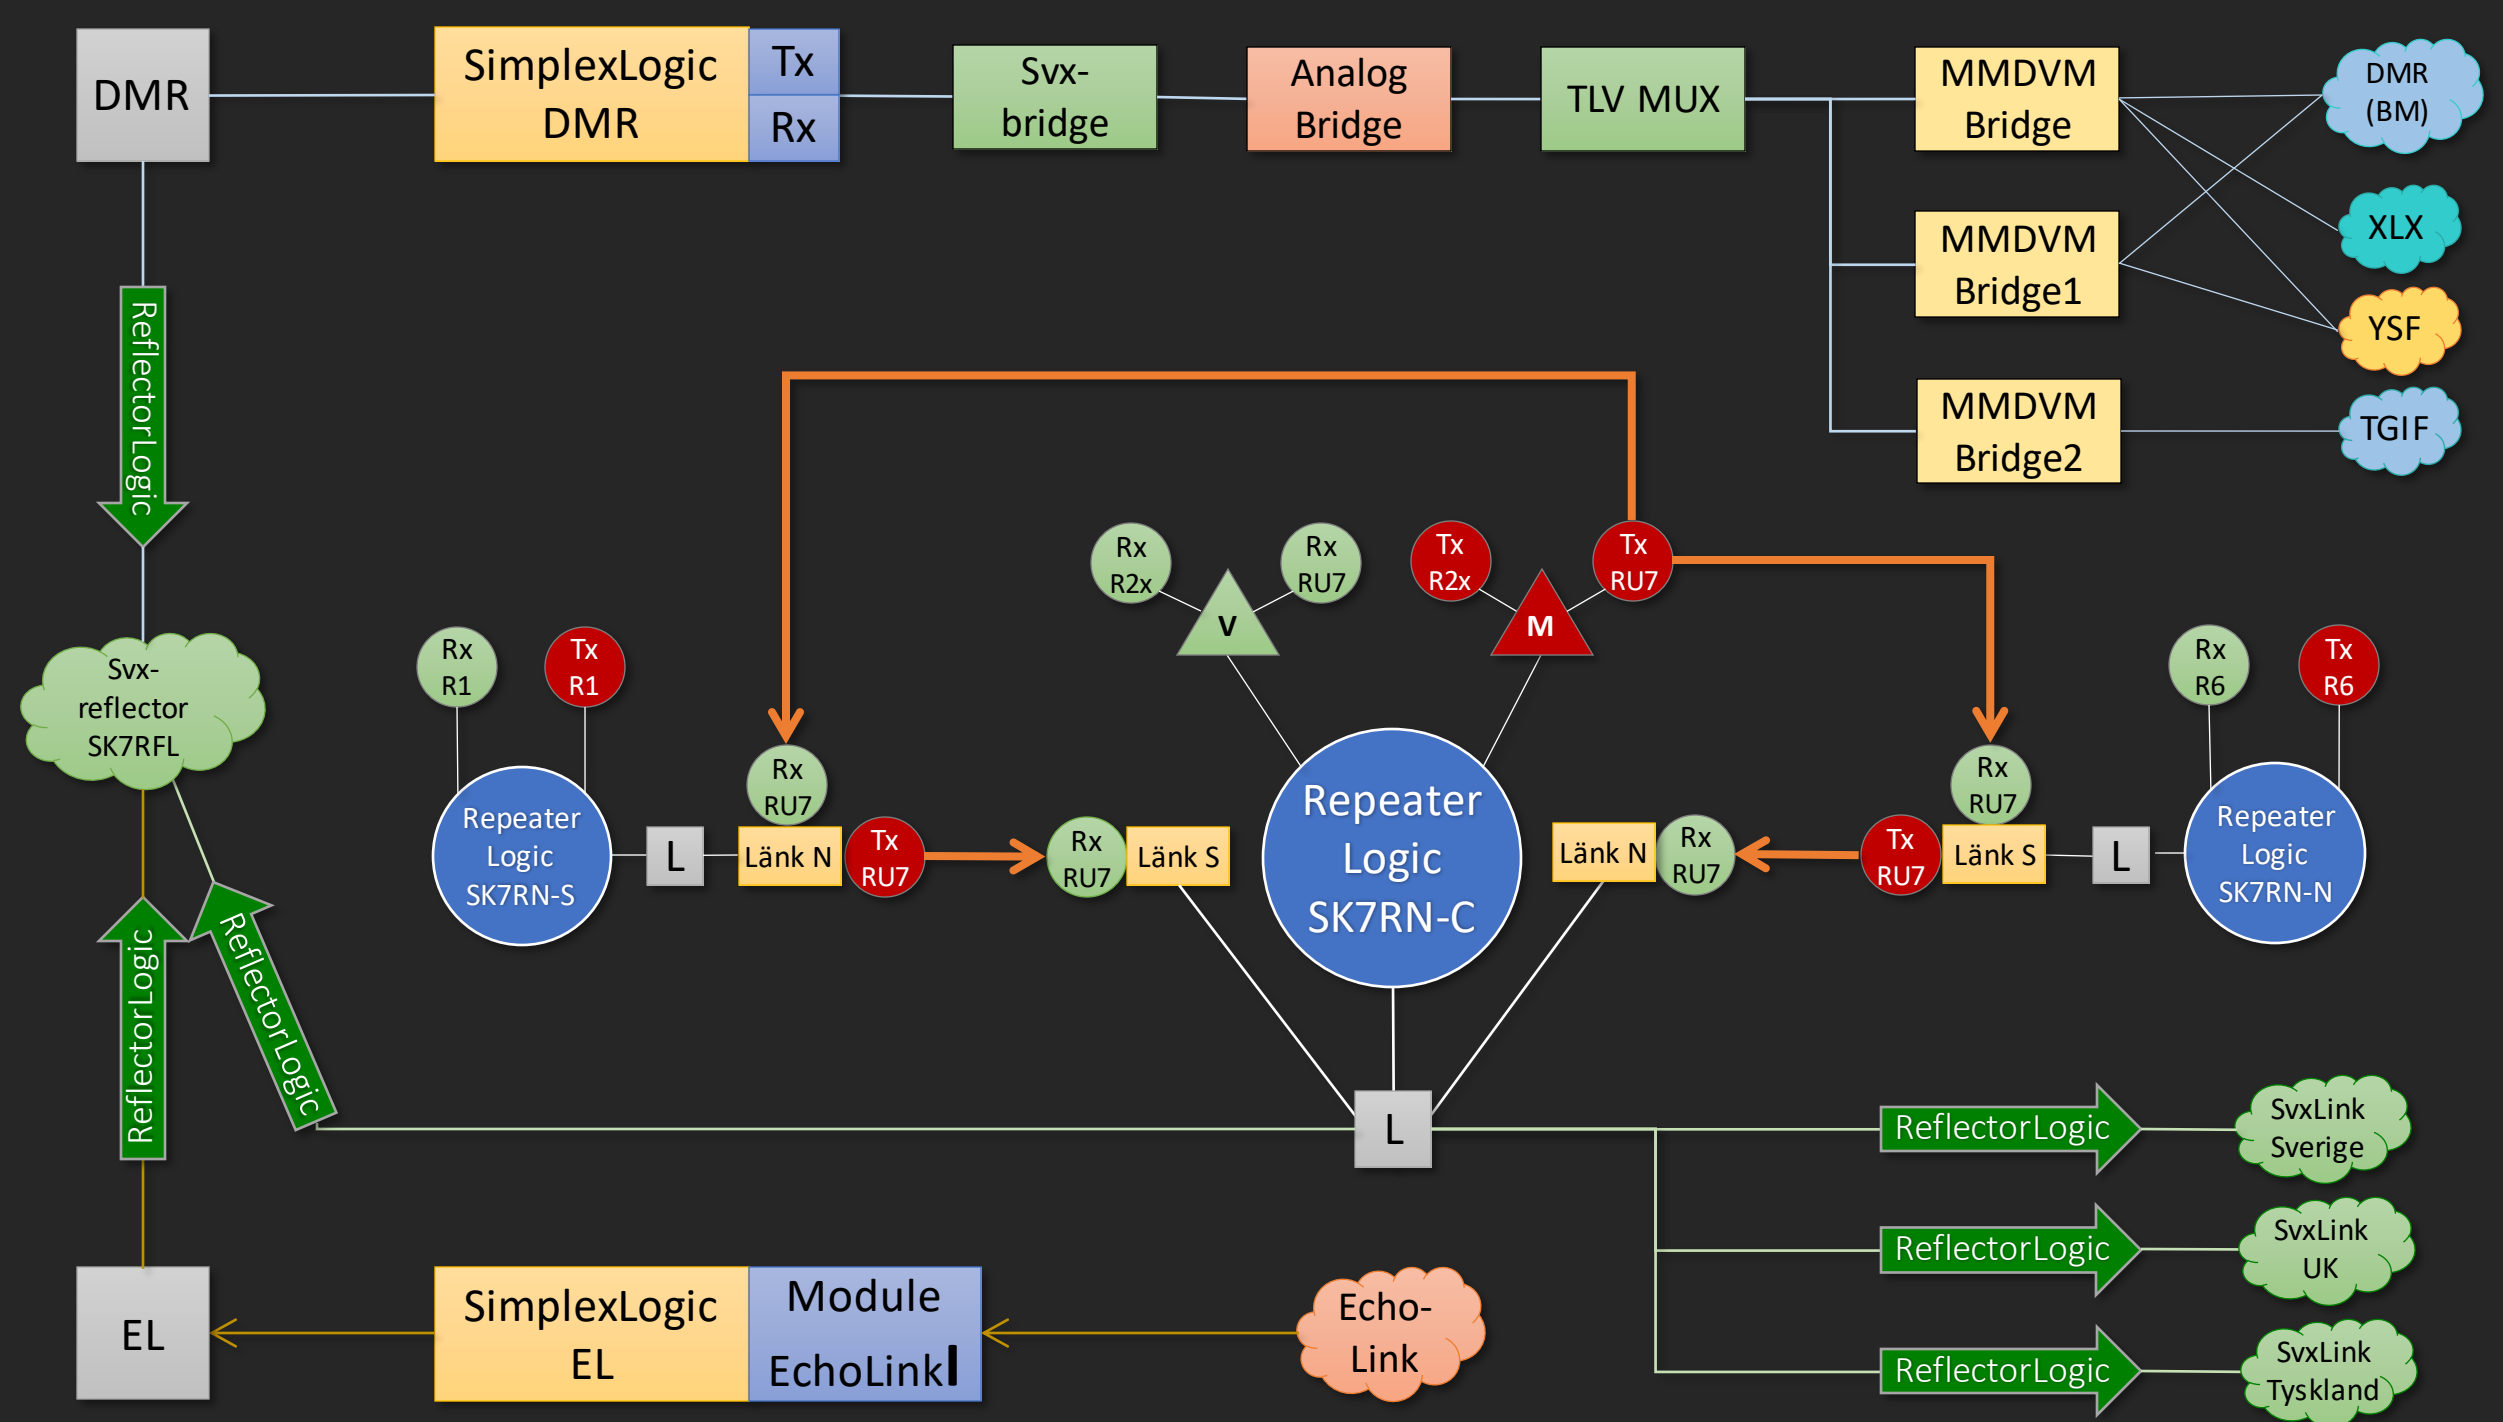 DMR
SimplexLogic
DMR
Tx
Rx
Svx-
bridge
Analog
Bridge
TLV MUX
MMDVM
Bridge
DMR
(BM)
XLX
MMDVM
Bridge1
YSF
MMDVM
Bridge2
TGIF
ReflectorLogic
Rx
R2x
Rx
RU7
Tx
R2x
Tx
RU7
V
M
Svx-
reflector
SK7RFL
Rx
R1
Tx
R1
Rx
R6
Tx
R6
Repeater
Logic
SK7RN-S
L
Rx
RU7
Länk N
Tx
RU7
Rx
RU7
Länk S
Repeater
Logic
SK7RN-C
Länk N
Rx
RU7
Tx
RU7
Rx
RU7
Länk S
L
Repeater
Logic
SK7RN-N
ReflectorLogic
ReflectorLogic
L
ReflectorLogic
SvxLink
Sverige
ReflectorLogic
SvxLink
UK
ReflectorLogic
SvxLink
Tyskland
EL
SimplexLogic
EL
Module
EchoLinkl
Echo-
Link